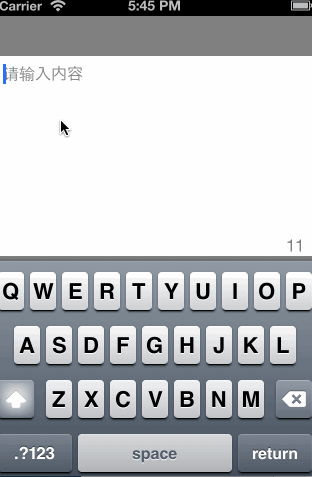 Carrier 5:45 PM
请输入内容
11
Q W E R T Y U I O P
A S D F G H J K L
Z X C V B N M
.?123 space return